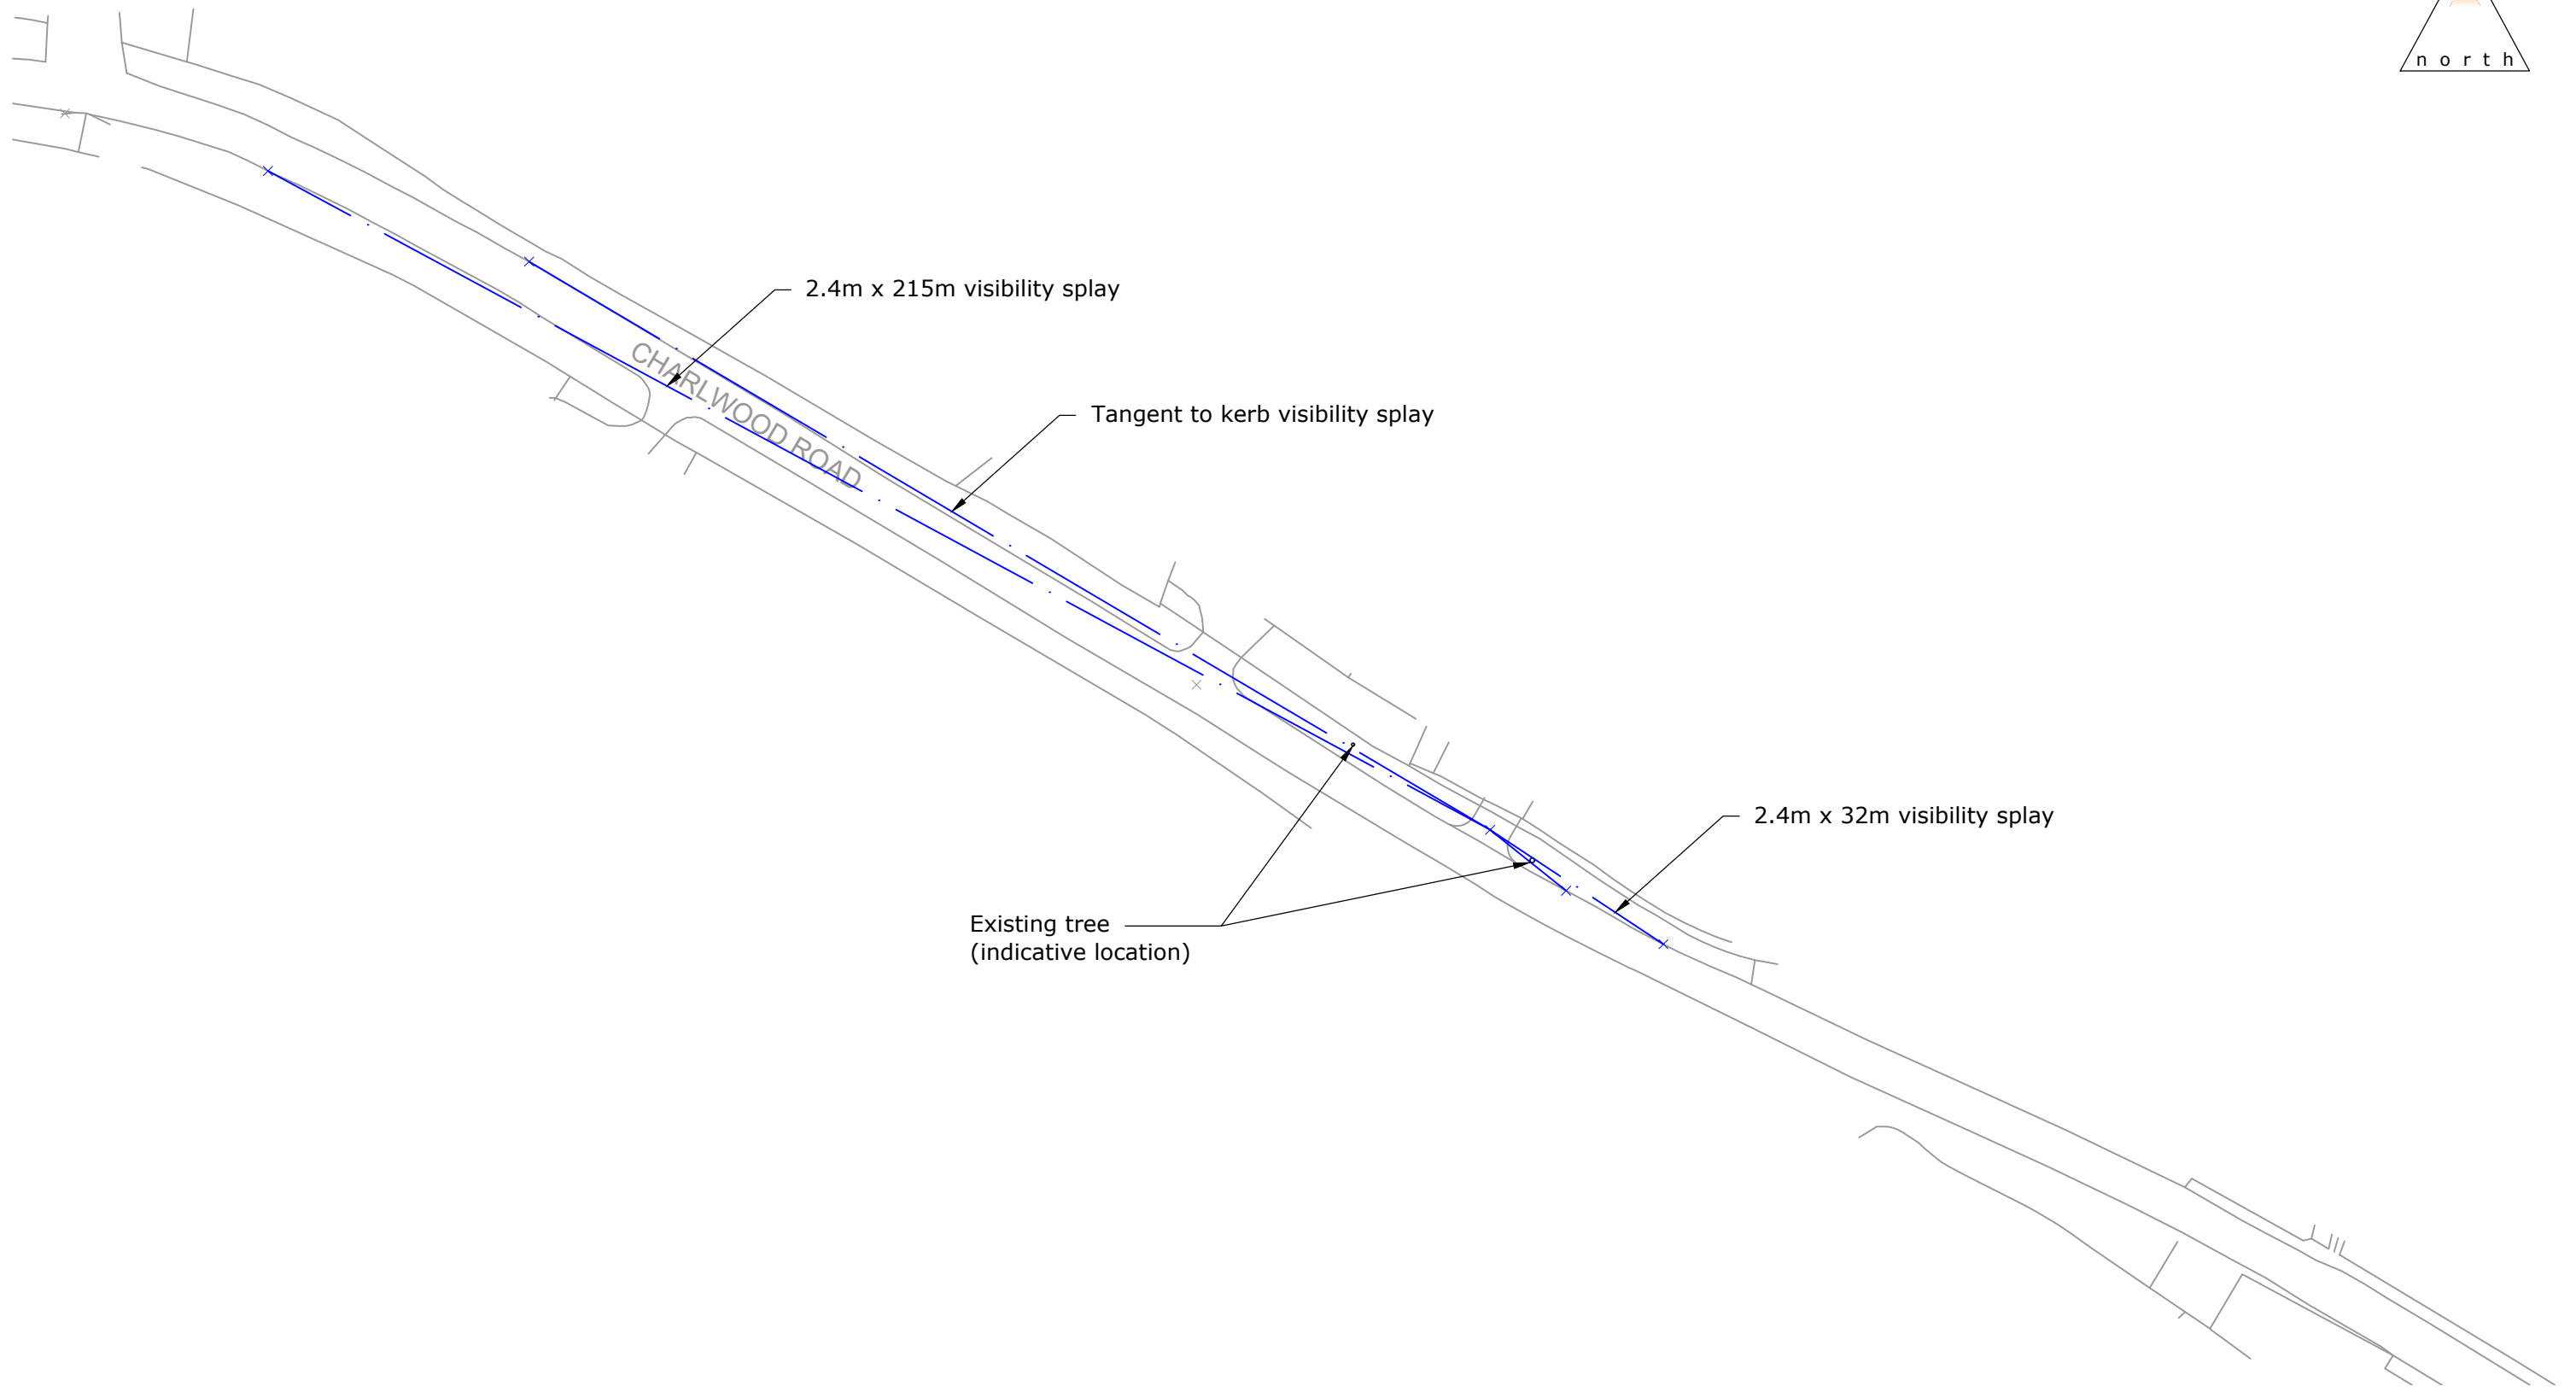 north
2.4m x 215m visibility splay
CHARLWOOD ROAD
Tangent to kerb visibility splay
2.4m x 32m visibility splay
Existing tree
(indicative location)